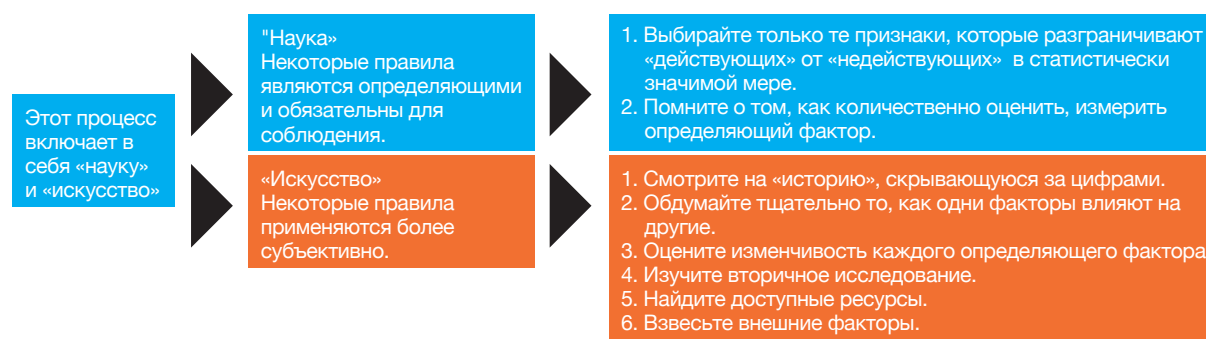 Этот процесс
включает в
себя «науку»
и «искусство»
"Наука»
Некоторые правила
являются определяющими
и обязательны для
соблюдения.
1. Выбирайте только те признаки, которые разграничивают
«действующих» от «недействующих» в статистически
значимой мере.
2. Помните о том, как количественно оценить, измерить
определяющий фактор.
«Искусство»
Некоторые правила
применяются более
субъективно.
1. Смотрите на «историю», скрывающуюся за цифрами.
2. Обдумайте тщательно то, как одни факторы влияют на
другие.
3. Оцените изменчивость каждого определяющего фактора
4. Изучите вторичное исследование.
5. Найдите доступные ресурсы.
6. Взвесьте внешние факторы.